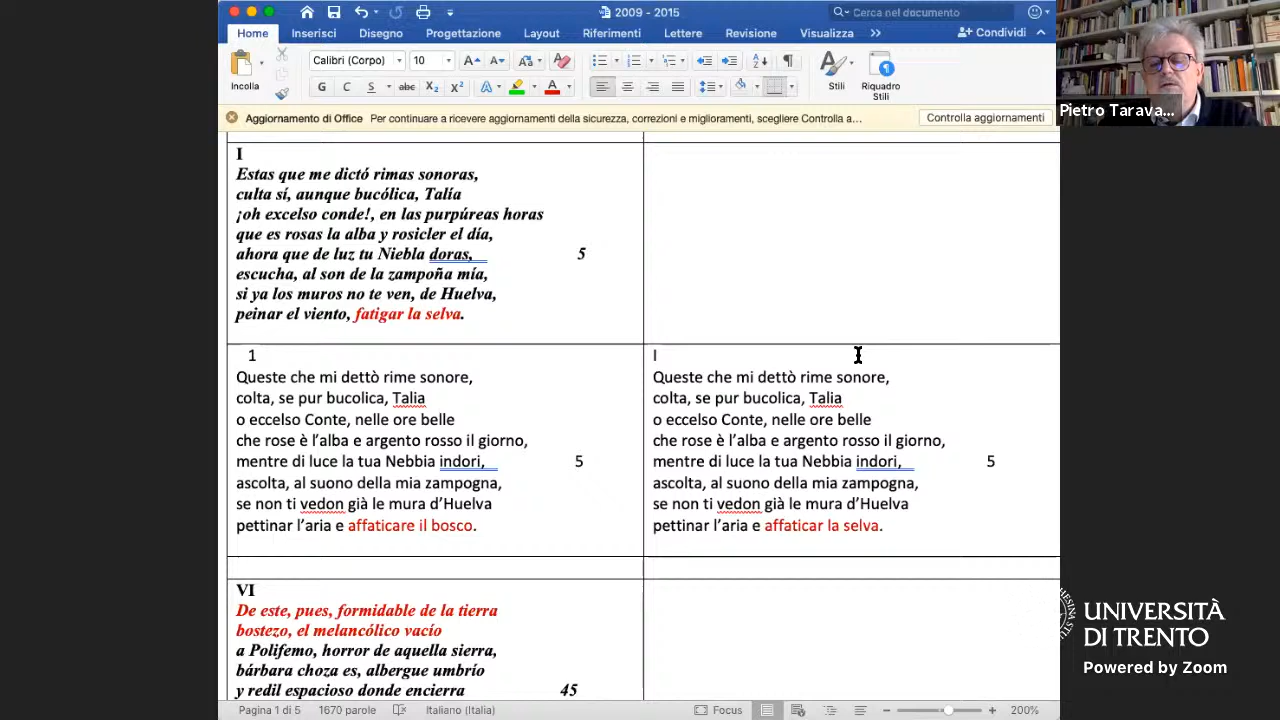 2009 - 2015
Cerca nel documento
Home Inserisci Disegno Progettazione Layout Riferimenti Lettere Revisione Visualizza Condividi
Calibri (Corpo) 10
Incolla
G C S abc X2 X2 A A
Stili
Riquadro
Stili
Aggiornamento di Office Per continuare a ricevere aggiornamenti della sicurezza, correzioni e miglioramenti, scegliere Controlla a... Controlla aggiornamenti
Pietro Tarava...
I
Estas que me dictó rimas sonoras,
culta sí, aunque bucólica, Talía
¡oh excelso conde!, en las purpúreas horas
que es rosas la alba y rosicler el día,
ahora que de luz tu Niebla doras, 5
escucha, al son de la zampoña mía,
si ya los muros no te ven, de Huelva,
peinar el viento, fatigar la selva.
1
Queste che mi dettò rime sonore,
colta, se pur bucolica, Talia
o eccelso Conte, nelle ore belle
che rose è l'alba e argento rosso il giorno,
mentre di luce la tua Nebbia indori, 5
ascolta, al suono della mia zampogna,
se non ti vedon già le mura d'Huelva
pettinar l'aria e affaticare il bosco.
I
Queste che mi dettò rime sonore,
colta, se pur bucolica, Talia
o eccelso Conte, nelle ore belle
che rose è l'alba e argento rosso il giorno,
mentre di luce la tua Nebbia indori, 5
ascolta, al suono della mia zampogna,
se non ti vedon già le mura d'Huelva
pettinar l'aria e affaticar la selva.
VI
De este, pues, formidable de la tierra
bostezo, el melancólico vacío
a Polifemo, horror de aquella sierra,
bárbara choza es, albergue umbrío
y redil espacioso donde encierra 45
UNIVERSITÀ
DI TRENTO
Powered by Zoom
Pagina 1 di 5 1670 parole Italiano (Italia) Focus 200%